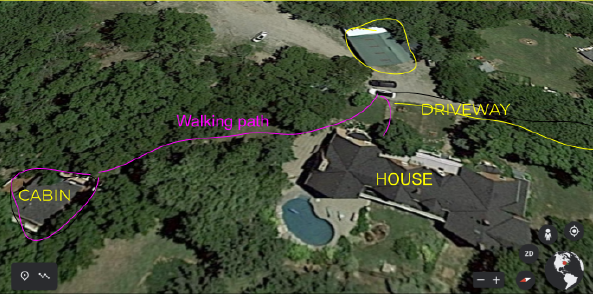 DRIVEWAY
Walking path
HOUSE
CABIN
2D